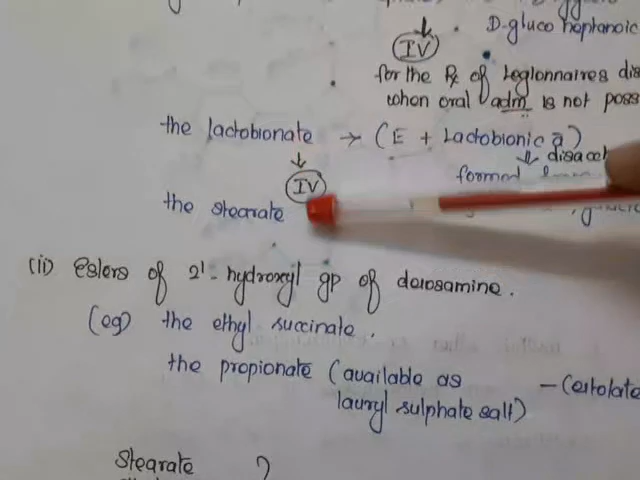 D-gluco heptanoic
IV
for the Rx of Legionnaires dis
when oral adm is not poss
the lactobionate → (E + Lactobionic a)
disacch
IV
formed
the stearate
(ii) Esters of 2'-hydroxyl gp of desosamine.
(eg) the ethyl succinate.
the propionate (available as - (estolate
lauryl sulphate salt)
Stearate